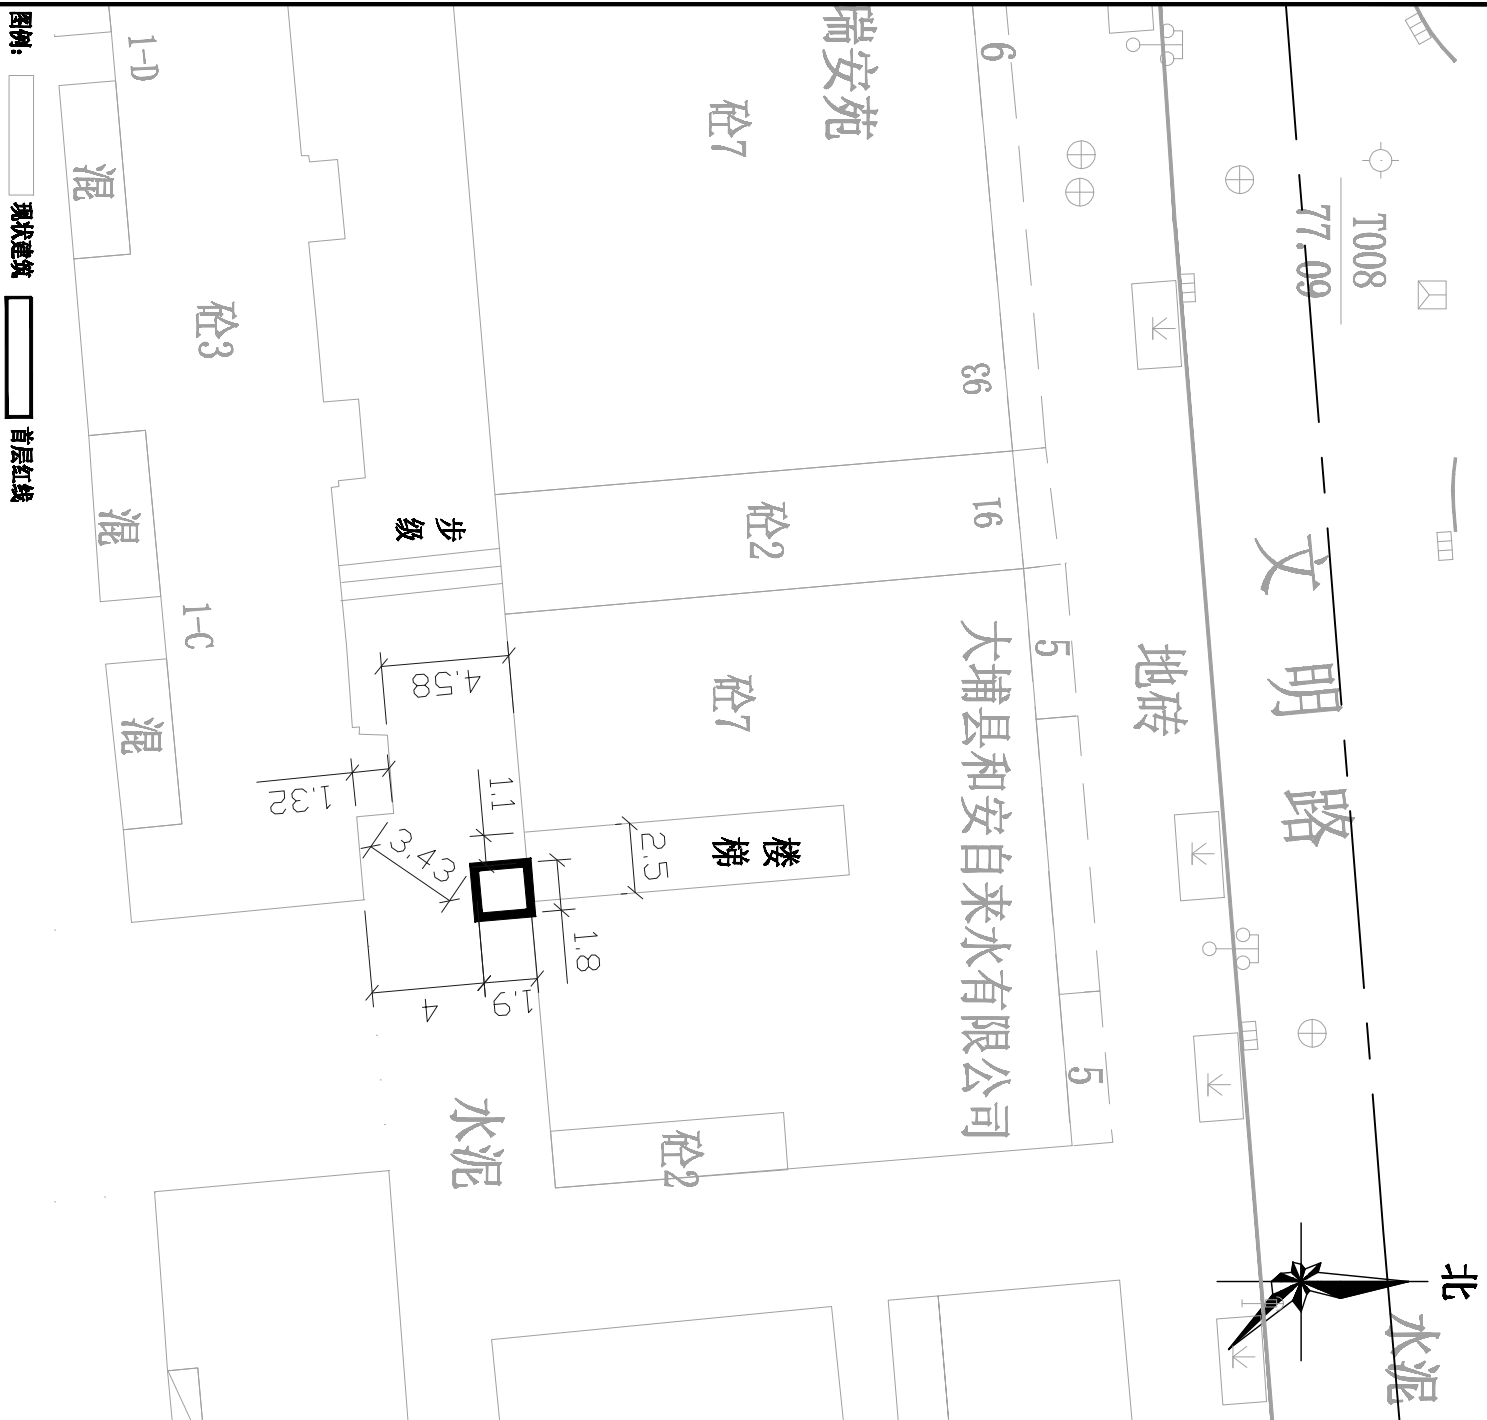 图例：
现状建筑
首层红线
1-D
混
砼3
混
1-C
混
瑞安苑
砼7
6
93
16
砼2
步级
5
砼7
大埔县和安自来水有限公司
楼梯
5
砼2
水泥
T008
77.09
文明路
地砖
北
水泥
4.58
1.32
3.43
1.1
2.5
1.8
1.9
4